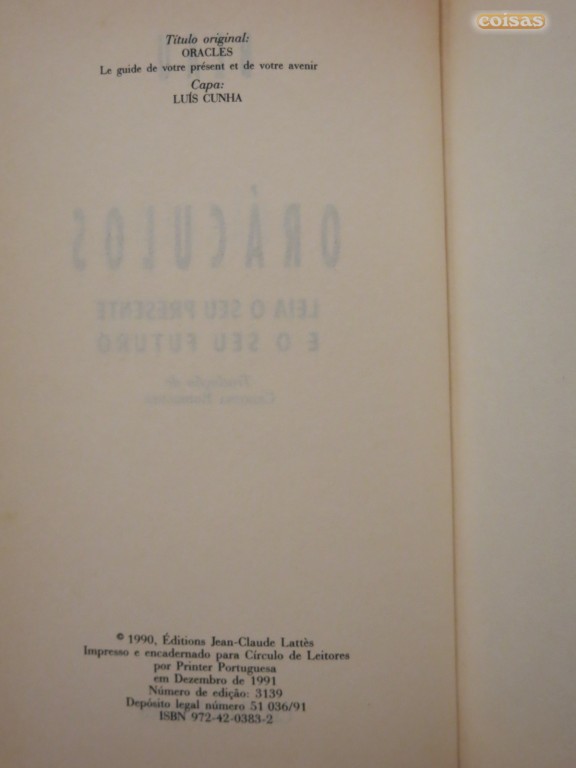 coisas
Título original:
ORACLES
Le guide de votre présent et de votre avenir
Capa:
LUÍS CUNHA
ORÁCULOS
LEIA O SEU PRESENTE
E O SEU FUTURO
Tradução de
© 1990, Éditions Jean-Claude Lattès
Impresso e encadernado para Círculo de Leitores
por Printer Portuguesa
em Dezembro de 1991
Número de edição: 3139
Depósito legal número 51 036/91
ISBN 972-42-0383-2